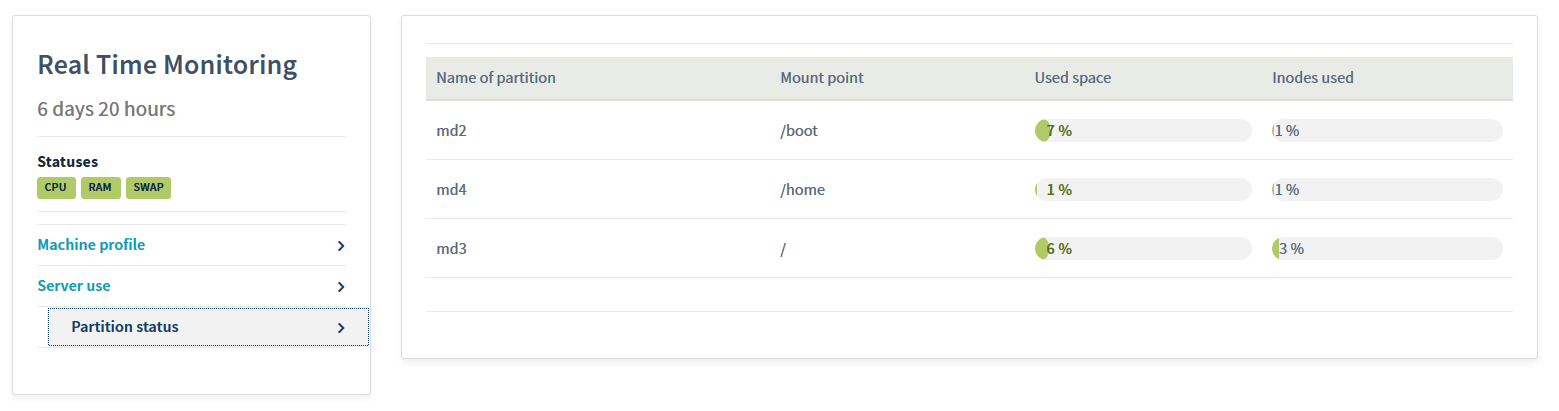 Real Time Monitoring
6 days 20 hours
Statuses
CPU RAM SWAP
Machine profile
Server use
Partition status
Name of partition Mount point Used space Inodes used
md2 /boot 7 % 1 %
md4 /home 1 % 1 %
md3 / 6 % 3 %